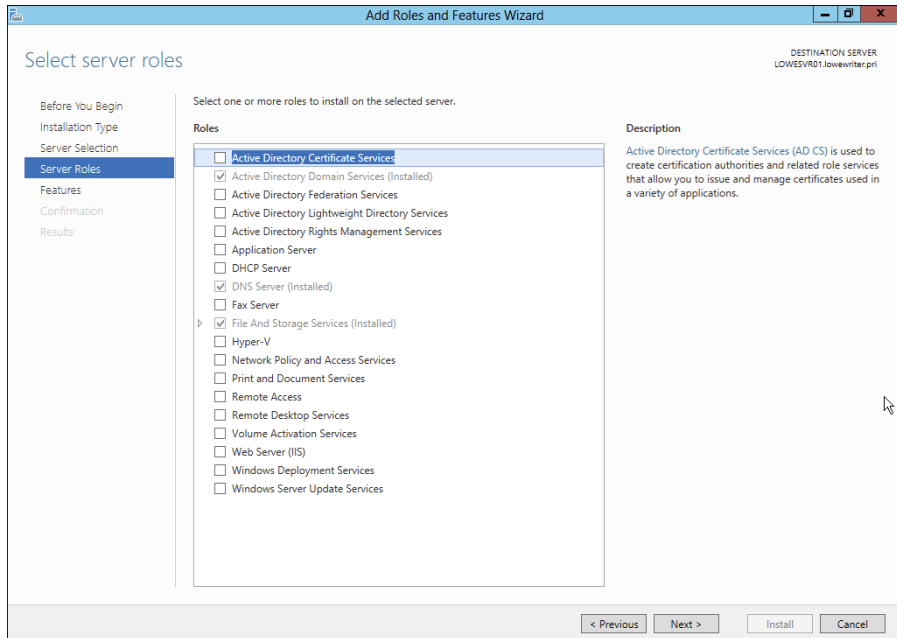 Add Roles and Features Wizard
Select server roles
DESTINATION SERVER
LOWESVR01.lowewriter.pri
Before You Begin
Installation Type
Server Selection
Server Roles
Features
Confirmation
Results
Select one or more roles to install on the selected server.
Roles
Active Directory Certificate Services
Active Directory Domain Services (Installed)
Active Directory Federation Services
Active Directory Lightweight Directory Services
Active Directory Rights Management Services
Application Server
DHCP Server
DNS Server (Installed)
Fax Server
File And Storage Services (Installed)
Hyper-V
Network Policy and Access Services
Print and Document Services
Remote Access
Remote Desktop Services
Volume Activation Services
Web Server (IIS)
Windows Deployment Services
Windows Server Update Services
Description
Active Directory Certificate Services (AD CS) is used to
create certification authorities and related role services
that allow you to issue and manage certificates used in
a variety of applications.
< Previous
Next >
Install
Cancel